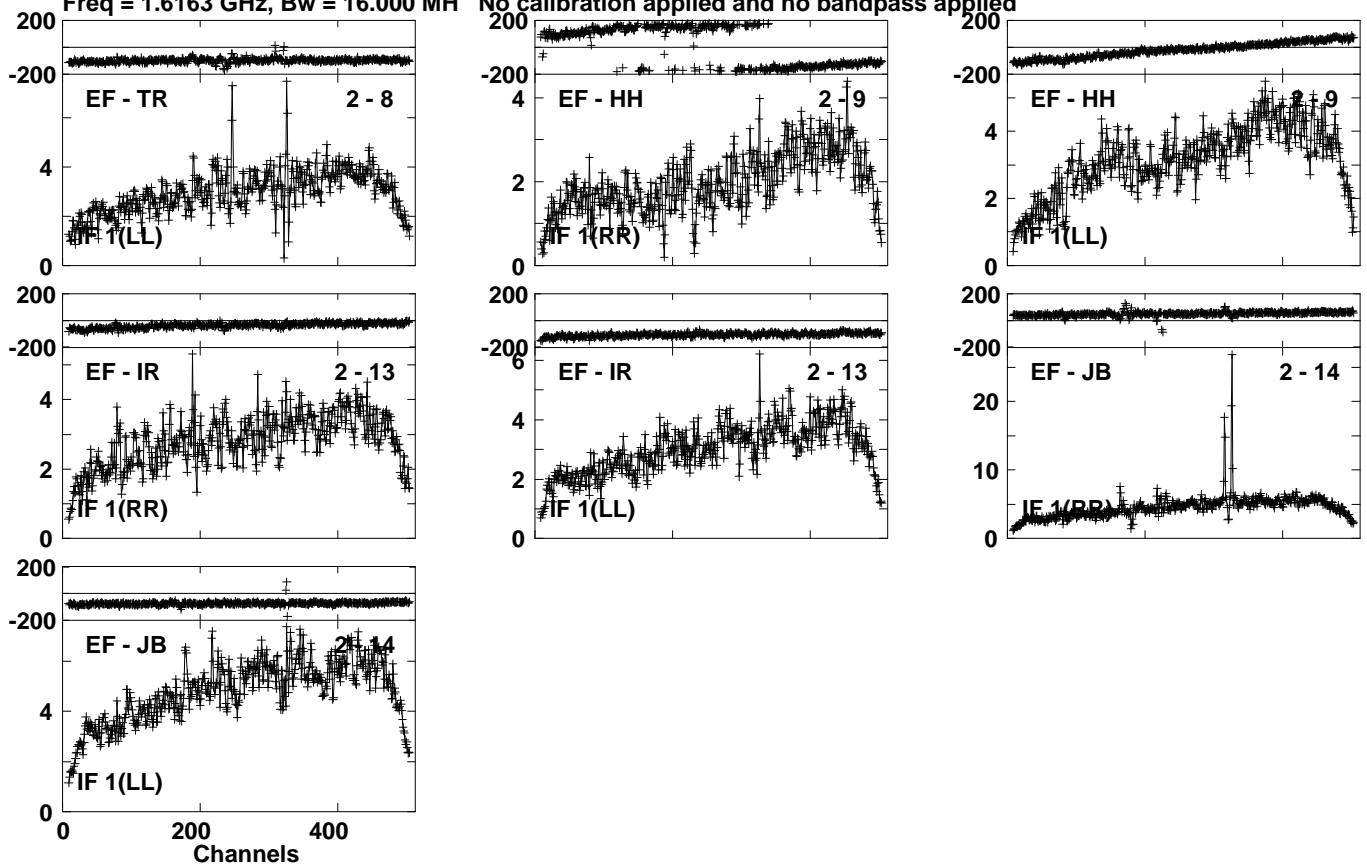 Freq = 1.6163 GHz, Bw = 16.000 MH No calibration applied and no bandpass applied
200
-200
EF - TR 2 - 8
4
IF 1(LL)
0
200
-200
4
EF - HH 2 - 9
2
IF 1(RR)
0
200
-200
EF - HH 2 - 9
4
2
IF 1(LL)
0
200
-200
EF - IR 2 - 13
4
2
IF 1(RR)
0
200
-200
6
EF - IR 2 - 13
4
2
IF 1(LL)
0
200
-200
EF - JB 2 - 14
20
10
IF 1(RR)
0
200
-200
EF - JB 2 - 14
4
IF 1(LL)
0
0 200 400
Channels